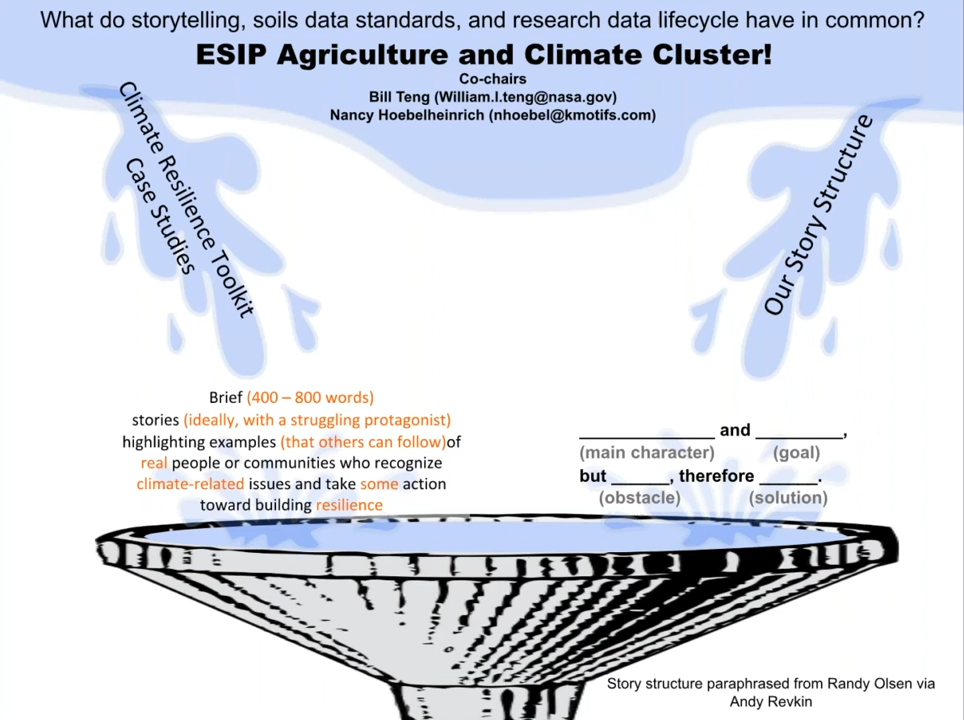 What do storytelling, soils data standards, and research data lifecycle have in common?
ESIP Agriculture and Climate Cluster!
Co-chairs
Bill Teng (William.l.teng@nasa.gov)
Nancy Hoebelheinrich (nhoebel@kmotifs.com)
Climate Resilience Toolkit
Case Studies
Our Story Structure
Brief (400 – 800 words)
stories (ideally, with a struggling protagonist)
highlighting examples (that others can follow)of
real people or communities who recognize
climate-related issues and take some action
toward building resilience
______________ and _________,
(main character) (goal)
but ______, therefore ______.
(obstacle) (solution)
Story structure paraphrased from Randy Olsen via
Andy Revkin